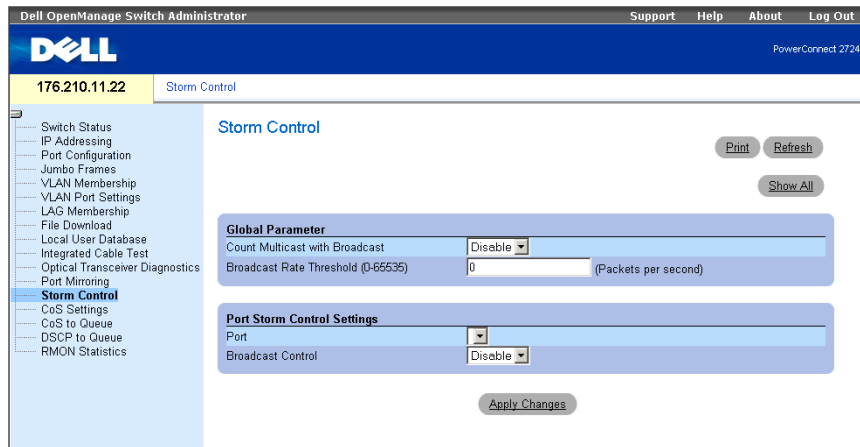 Dell OpenManage Switch Administrator Support Help About Log Out
DELL
PowerConnect 2724
176.210.11.22 Storm Control
Switch Status
IP Addressing
Port Configuration
Jumbo Frames
VLAN Membership
VLAN Port Settings
LAG Membership
File Download
Local User Database
Integrated Cable Test
Optical Transceiver Diagnostics
Port Mirroring
Storm Control
CoS Settings
CoS to Queue
DSCP to Queue
RMON Statistics
Storm Control
Print Refresh
Show All
Global Parameter
Count Multicast with Broadcast Disable
Broadcast Rate Threshold (0-65535) 0 (Packets per second)
Port Storm Control Settings
Port
Broadcast Control Disable
Apply Changes